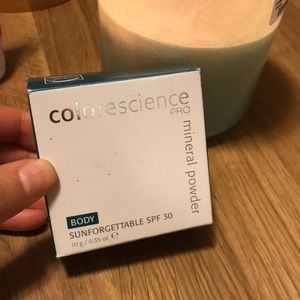 colorescience
PRO
mineral powder
BODY
SUNFORGETTABLE SPF 30
10 g / 0.35 oz ℮